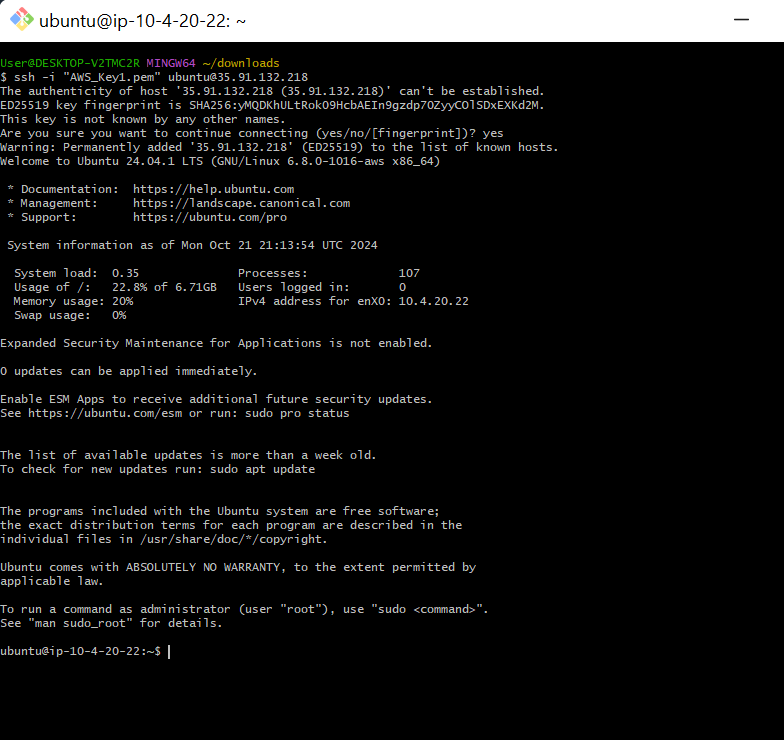 ubuntu@ip-10-4-20-22: ~
User@DESKTOP-V2TMC2R MINGW64 ~/downloads
$ ssh -i "AWS_Key1.pem" ubuntu@35.91.132.218
The authenticity of host '35.91.132.218 (35.91.132.218)' can't be established.
ED25519 key fingerprint is SHA256:yMQDKhULtRokO9HcbAEIn9gzdp7OZyyCOlSDxEXKd2M.
This key is not known by any other names.
Are you sure you want to continue connecting (yes/no/[fingerprint])? yes
Warning: Permanently added '35.91.132.218' (ED25519) to the list of known hosts.
Welcome to Ubuntu 24.04.1 LTS (GNU/Linux 6.8.0-1016-aws x86_64)
* Documentation: https://help.ubuntu.com
* Management: https://landscape.canonical.com
* Support: https://ubuntu.com/pro
System information as of Mon Oct 21 21:13:54 UTC 2024
System load: 0.35 Processes: 107
Usage of /: 22.8% of 6.71GB Users logged in: 0
Memory usage: 20% IPv4 address for enX0: 10.4.20.22
Swap usage: 0%
Expanded Security Maintenance for Applications is not enabled.
0 updates can be applied immediately.
Enable ESM Apps to receive additional future security updates.
See https://ubuntu.com/esm or run: sudo pro status
The list of available updates is more than a week old.
To check for new updates run: sudo apt update
The programs included with the Ubuntu system are free software;
the exact distribution terms for each program are described in the
individual files in /usr/share/doc/*/copyright.
Ubuntu comes with ABSOLUTELY NO WARRANTY, to the extent permitted by
applicable law.
To run a command as administrator (user "root"), use "sudo <command>".
See "man sudo_root" for details.
ubuntu@ip-10-4-20-22:~$